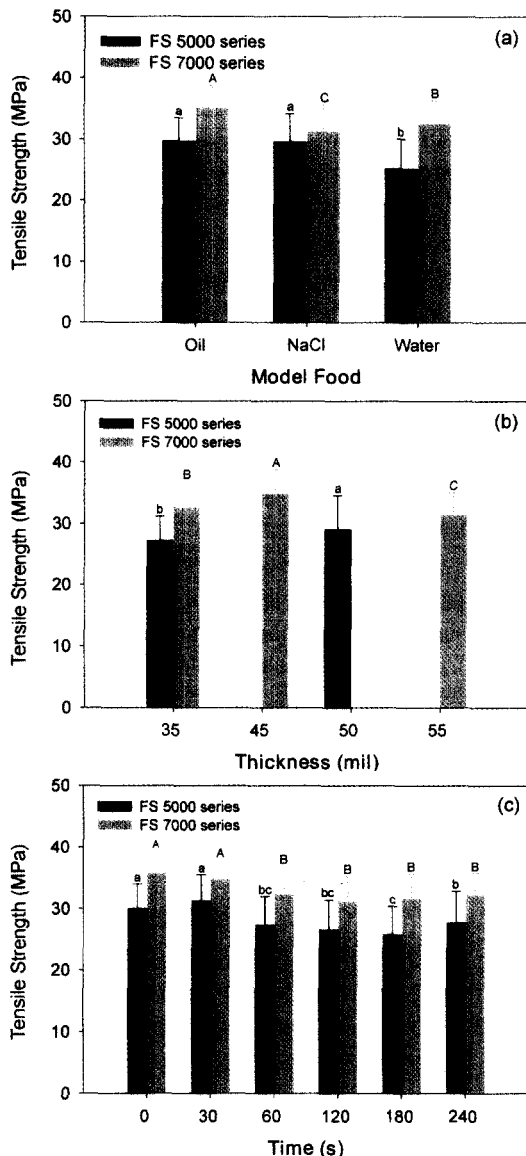 (a)
FS 5000 series
FS 7000 series
50
40
30
20
10
0
Tensile Strength (MPa)
a A
a C
b B
Oil NaCl Water
Model Food
(b)
FS 5000 series
FS 7000 series
50
40
30
20
10
0
Tensile Strength (MPa)
b B
A
a
C
35 45 50 55
Thickness (mil)
(c)
FS 5000 series
FS 7000 series
50
40
30
20
10
0
Tensile Strength (MPa)
a A
a A
bc B
bc B
c B
b B
0 30 60 120 180 240
Time (s)